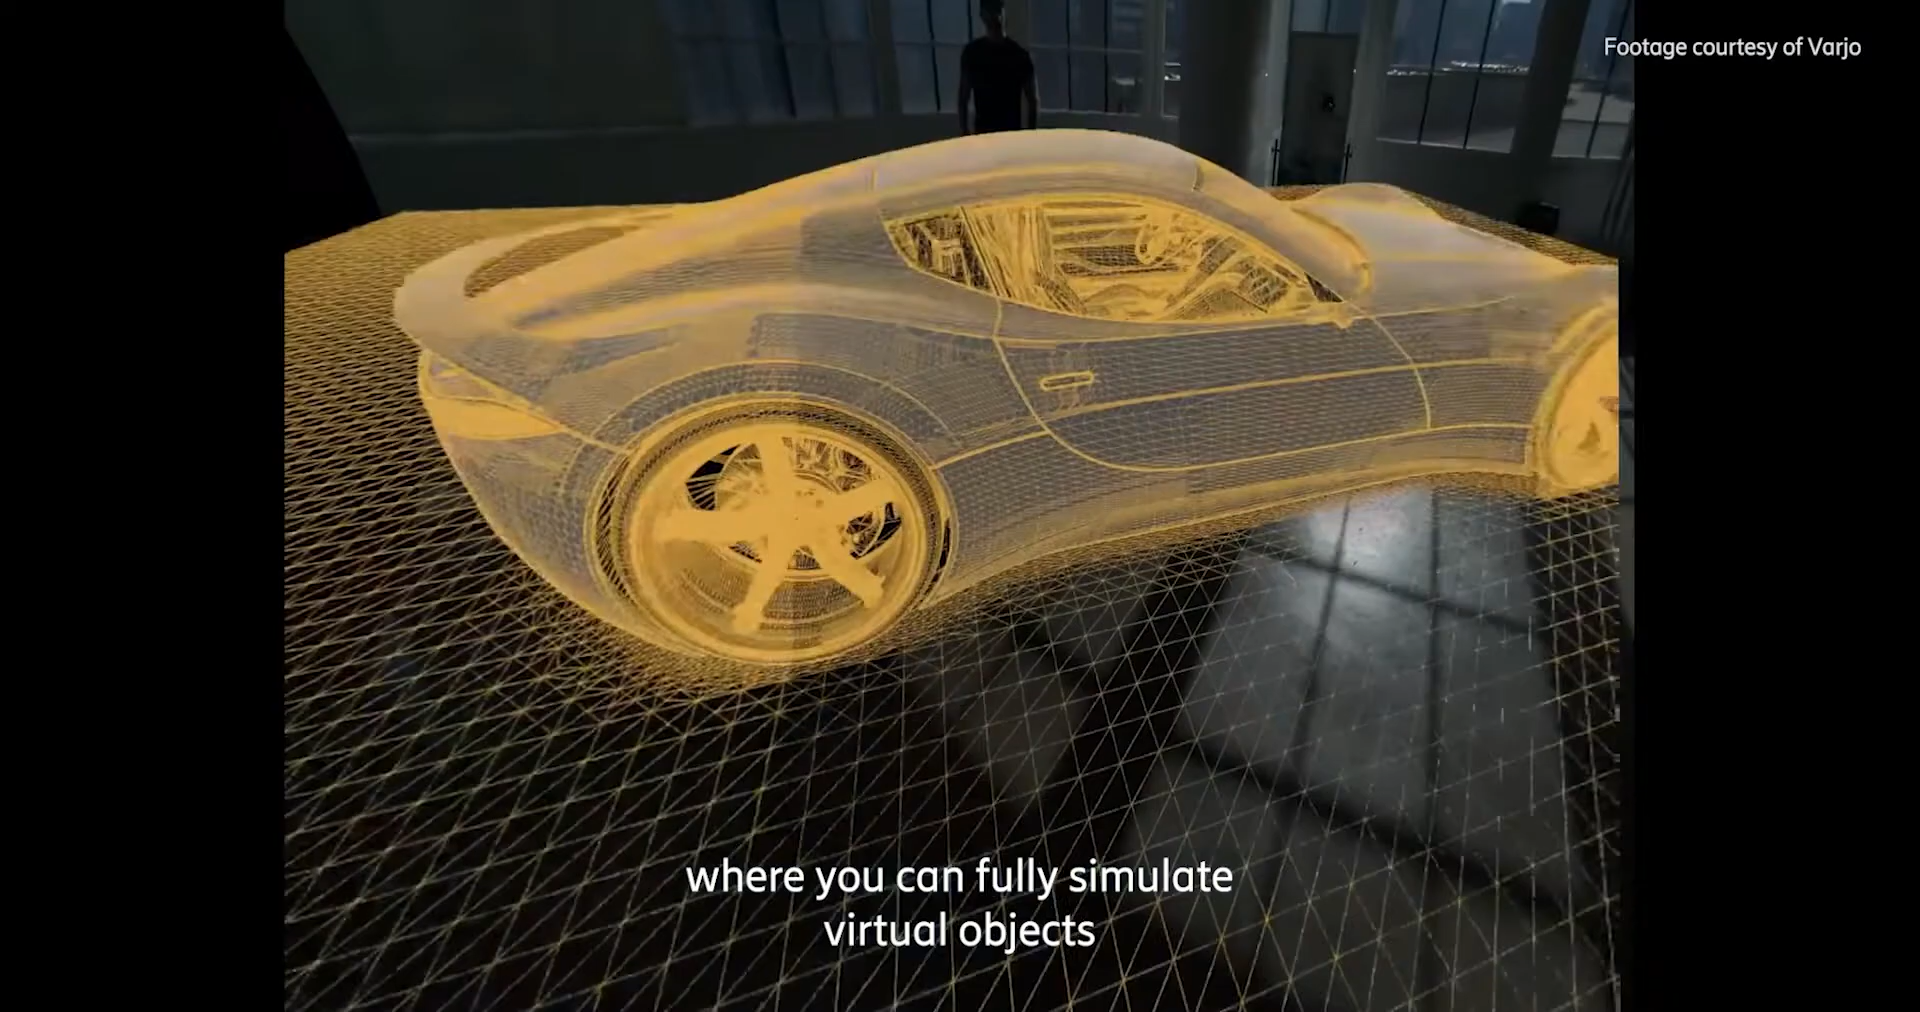 Footage courtesy of Varjo
where you can fully simulate
virtual objects